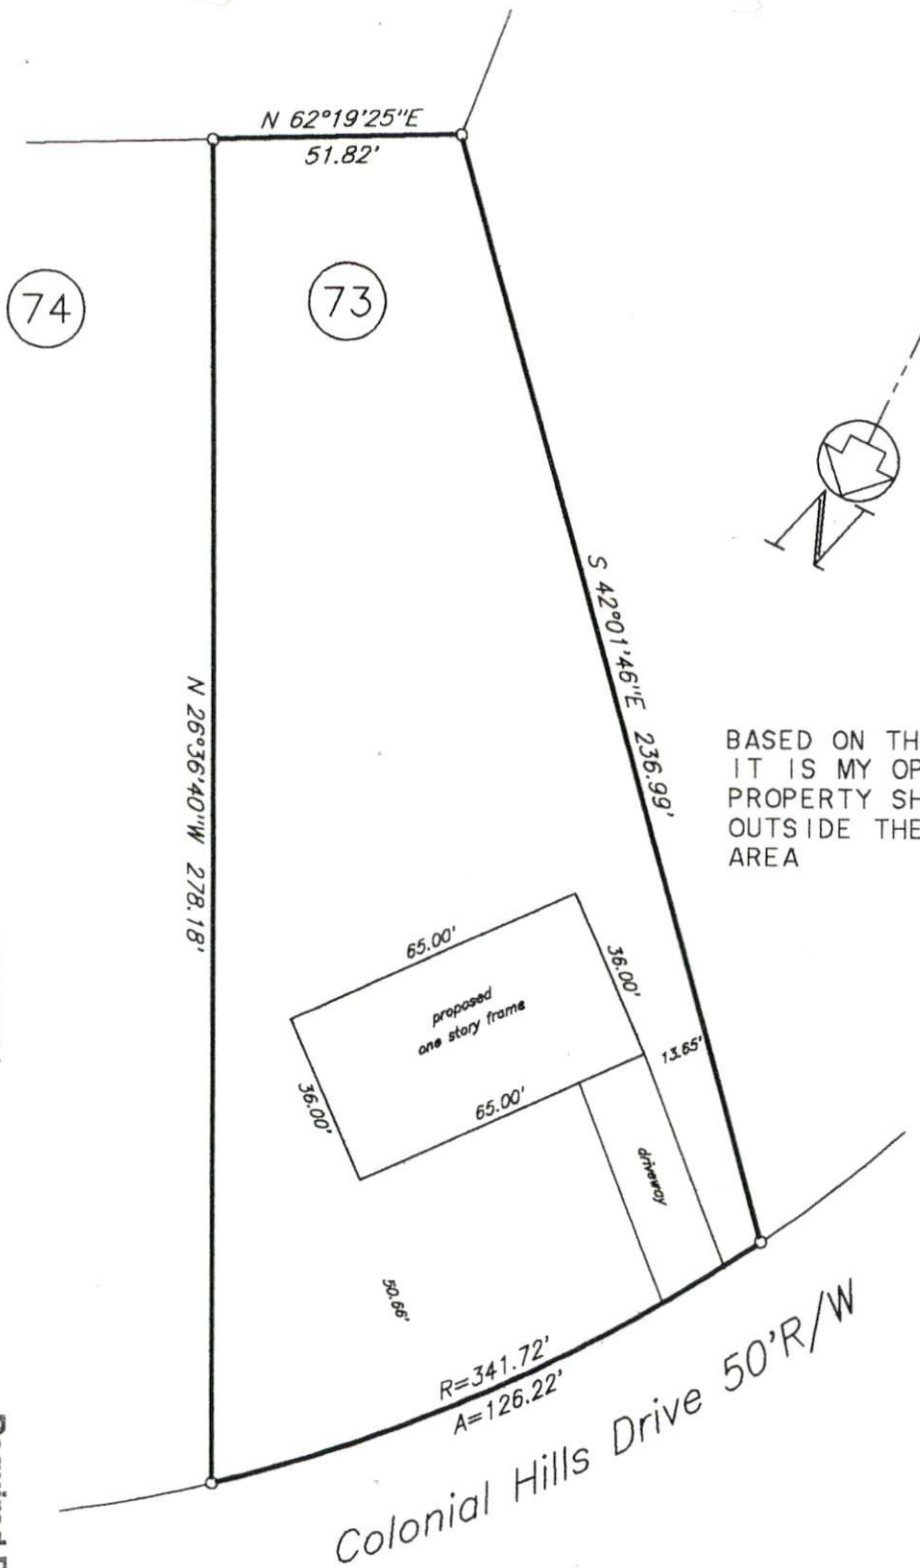 N 62°19'25"E
51.82'
74
73
N
S 42°01'46"E 236.99'
N 26°36'40"W 278.18'
BASED ON TH
IT IS MY OP
PROPERTY SH
OUTSIDE THE
AREA
65.00'
36.00'
proposed
one story frame
13.65'
36.00'
65.00'
driveway
50.66'
R=341.72'
A=126.22'
Colonial Hills Drive 50'R/W